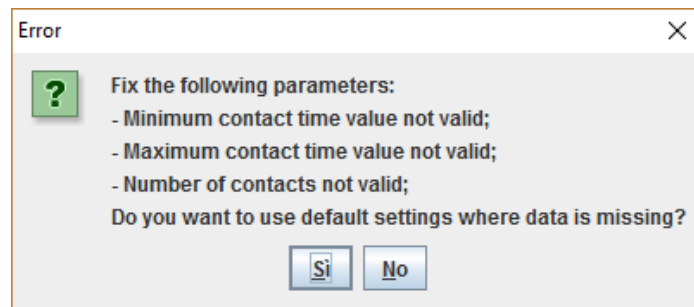 Error
Fix the following parameters:
- Minimum contact time value not valid;
- Maximum contact time value not valid;
- Number of contacts not valid;
Do you want to use default settings where data is missing?
Sì No